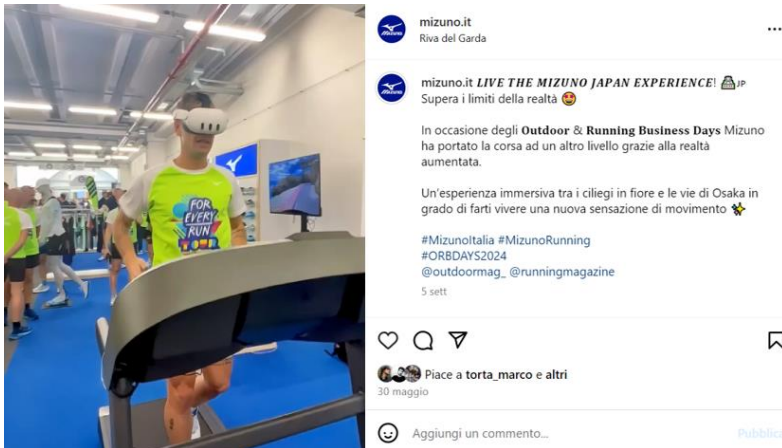 mizuno.it
Riva del Garda
mizuno.it LIVE THE MIZUNO JAPAN EXPERIENCE! 🏯🇯🇵
Supera i limiti della realtà 🤩
In occasione degli Outdoor & Running Business Days Mizuno
ha portato la corsa ad un altro livello grazie alla realtà
aumentata.
Un'esperienza immersiva tra i ciliegi in fiore e le vie di Osaka in
grado di farti vivere una nuova sensazione di movimento ✨
#MizunoItalia #MizunoRunning
#ORBDAYS2024
@outdoormag_ @runningmagazine
5 sett
Piace a torta_marco e altri
30 maggio
Aggiungi un commento...
Pubblica
FOR
EVERY
RUN
TOUR